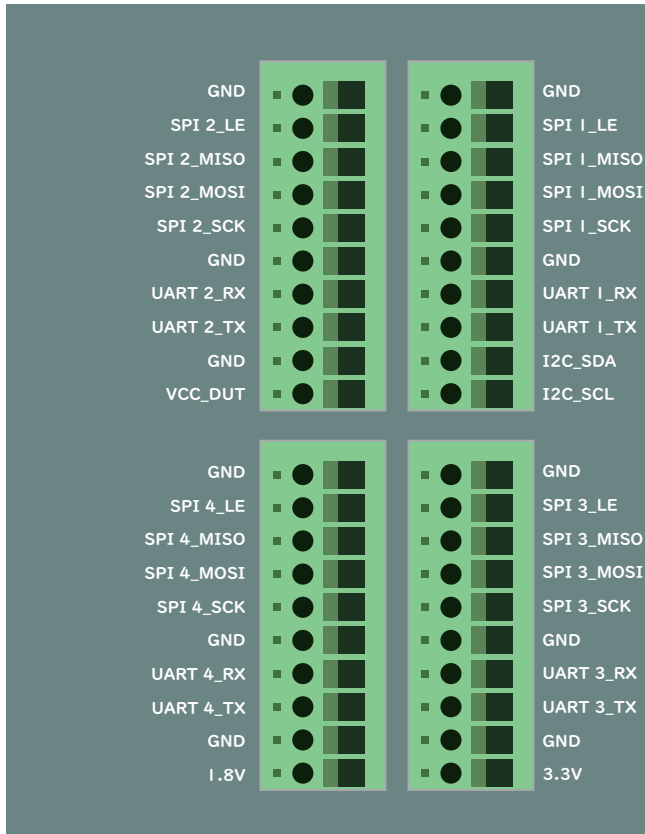 GND
SPI 2_LE
SPI 2_MISO
SPI 2_MOSI
SPI 2_SCK
GND
UART 2_RX
UART 2_TX
GND
VCC_DUT
GND
SPI 1_LE
SPI 1_MISO
SPI 1_MOSI
SPI 1_SCK
GND
UART 1_RX
UART 1_TX
I2C_SDA
I2C_SCL
GND
SPI 4_LE
SPI 4_MISO
SPI 4_MOSI
SPI 4_SCK
GND
UART 4_RX
UART 4_TX
GND
1.8V
GND
SPI 3_LE
SPI 3_MISO
SPI 3_MOSI
SPI 3_SCK
GND
UART 3_RX
UART 3_TX
GND
3.3V